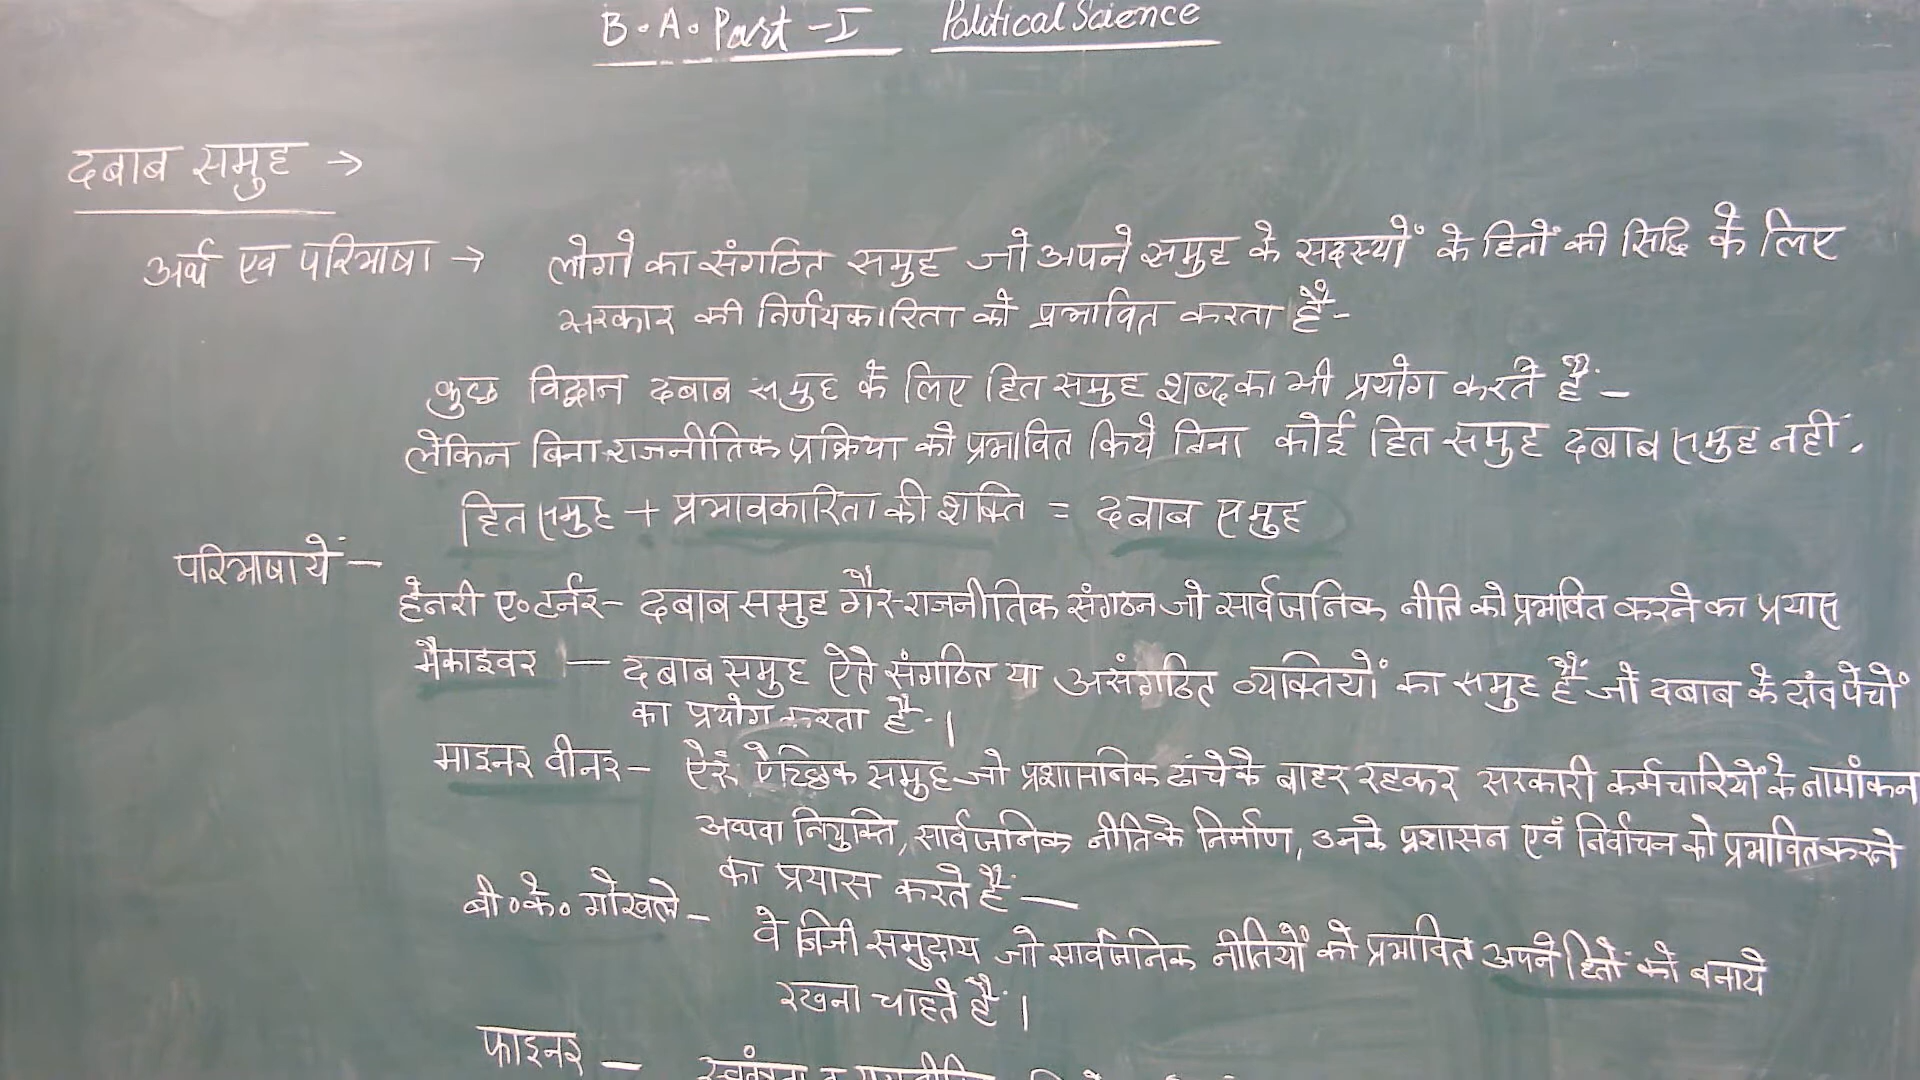 B.A. Part -I Political Science
दबाब समुह →
अर्थ एव परिभाषा → लोगो का संगठित समुह जो अपने समुह के सदस्यों के हितों की सिद्धि के लिए
सरकार की निर्णयकारिता को प्रभावित करता है-
कुछ विद्वान दबाब समुह के लिए हित समुह शब्द का भी प्रयोग करते हैं -
लेकिन बिना राजनीतिक प्रक्रिया को प्रभावित किये बिना कोई हित समुह दबाब समुह नहीं.
हित समुह + प्रभावकारिता की शक्ति = दबाब समुह
परिभाषायें -
हेनरी ए० टर्नर- दबाब समुह गैर-राजनीतिक संगठन जो सार्वजनिक नीति को प्रभावित करने का प्रयास
मैकाइवर - दबाब समुह ऐसे संगठित या असंगठित व्यक्तियों का समुह हैं जो दबाब के दांव पेंचों
का प्रयोग करता है।
माइनर वीनर- ऐच्छिक समुह जो प्रशासनिक ढांचे के बाहर रहकर सरकारी कर्मचारियों के नामांकन
अथवा नियुक्ति, सार्वजनिक नीति के निर्माण, उनके प्रशासन एवं निर्वाचन को प्रभावित करने
का प्रयास करते हैं -
बी० के० गोखले - वे निजी समुदाय जो सार्वजनिक नीतियों को प्रभावित अपने हितों को बनाये
रखना चाहते हैं।
फाइनर -